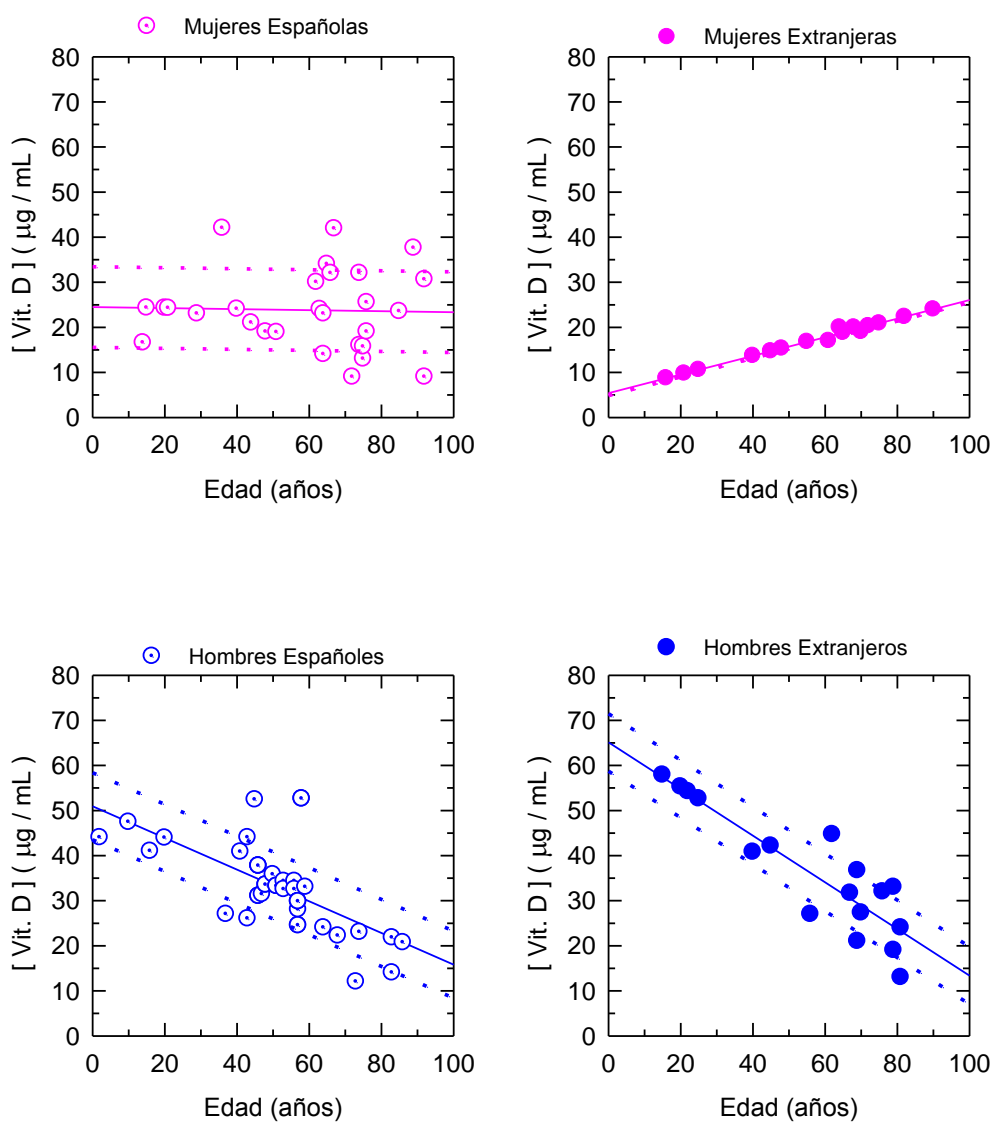 Mujeres Españolas
80
70
60
50
40
30
20
10
0
[ Vit. D ] ( µg / mL )
0 20 40 60 80 100
Edad (años)
Mujeres Extranjeras
80
70
60
50
40
30
20
10
0
[ Vit. D ] ( µg / mL )
0 20 40 60 80 100
Edad (años)
Hombres Españoles
80
70
60
50
40
30
20
10
0
[ Vit. D ] ( µg / mL )
0 20 40 60 80 100
Edad (años)
Hombres Extranjeros
80
70
60
50
40
30
20
10
0
[ Vit. D ] ( µg / mL )
0 20 40 60 80 100
Edad (años)